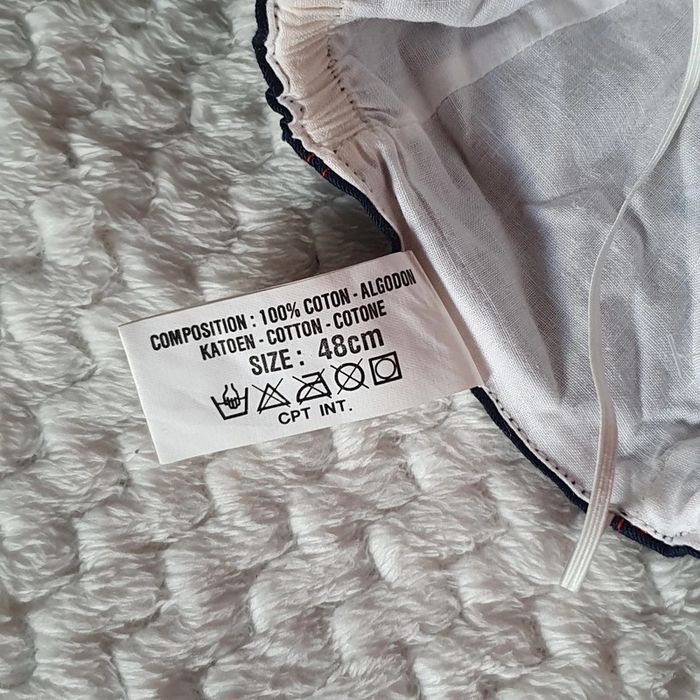 COMPOSITION : 100% COTON - ALGODON
KATOEN - COTTON - COTONE
SIZE : 48cm
CPT INT.